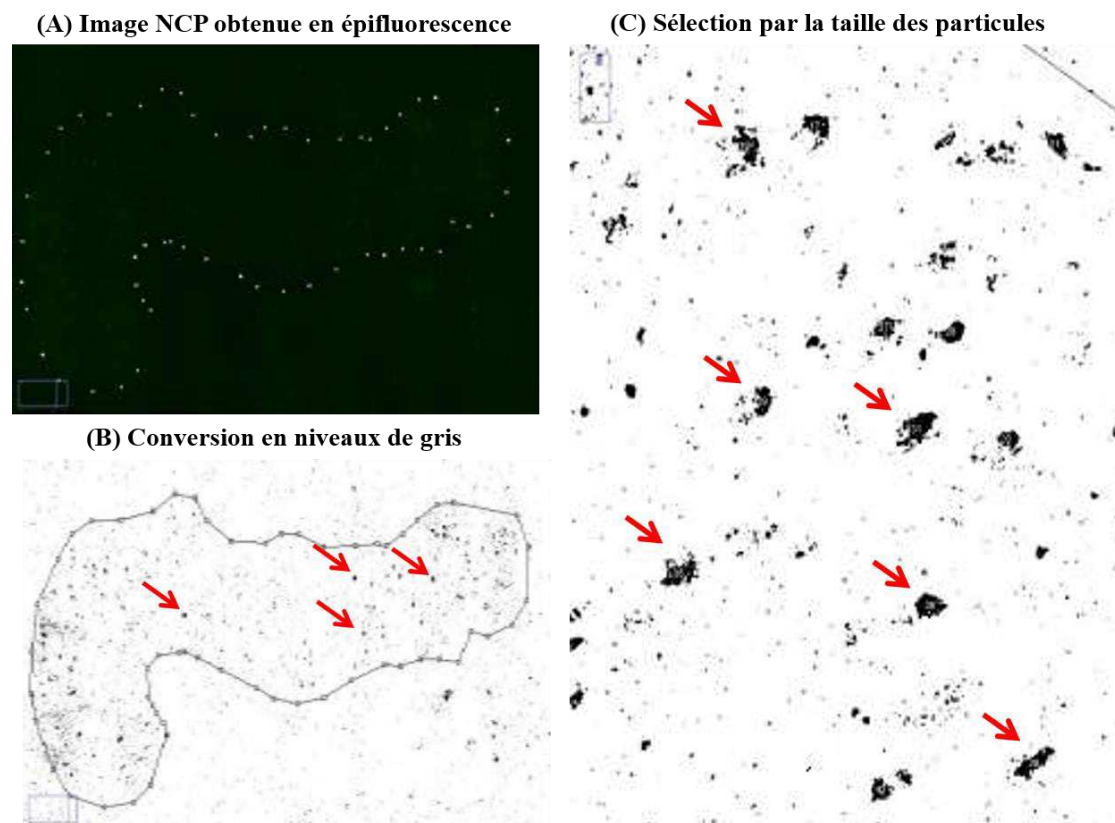 (A) Image NCP obtenue en épifluorescence
(C) Sélection par la taille des particules
(B) Conversion en niveaux de gris